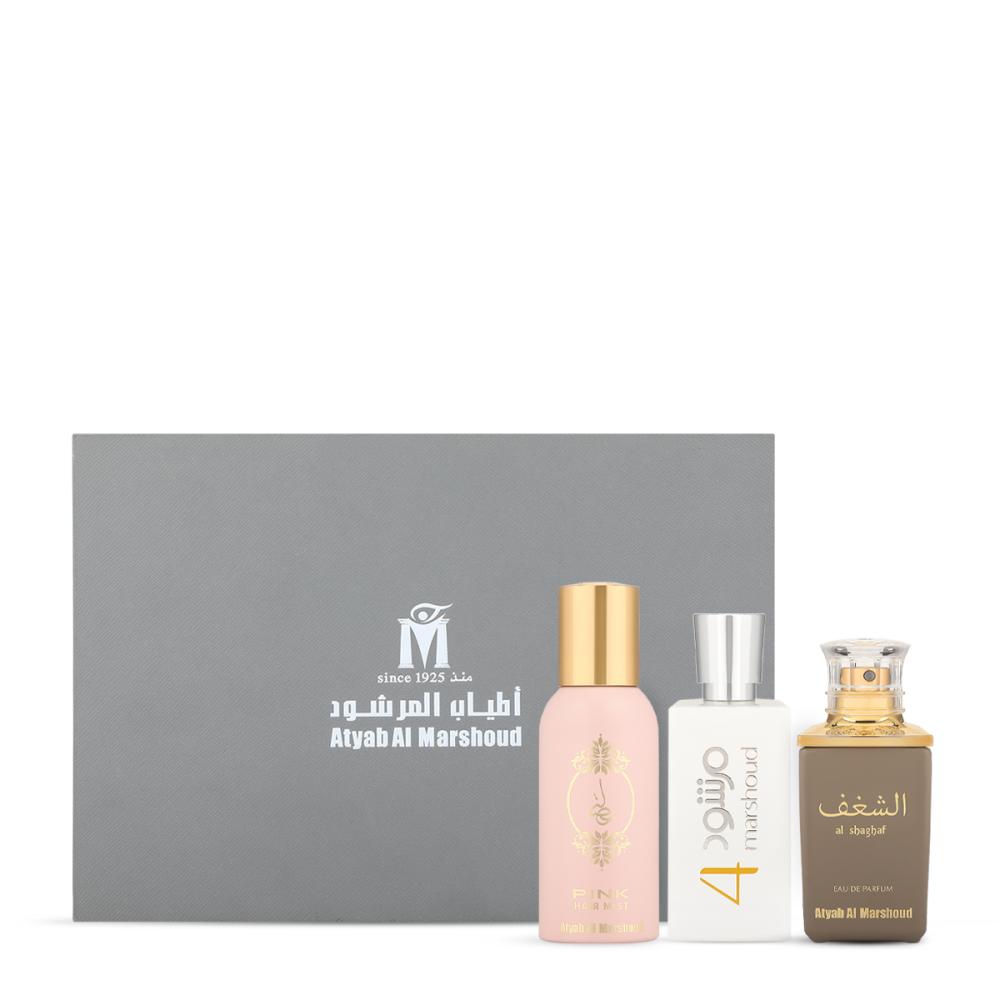 M
since 1925 منذ
أطياب المرشود
Atyab Al Marshoud
PINK
HAIR MIST
Atyab Al Marshoud
مرشود
marshoud
4
الشغف
al shaghaf
EAU DE PARFUM
Atyab Al Marshoud